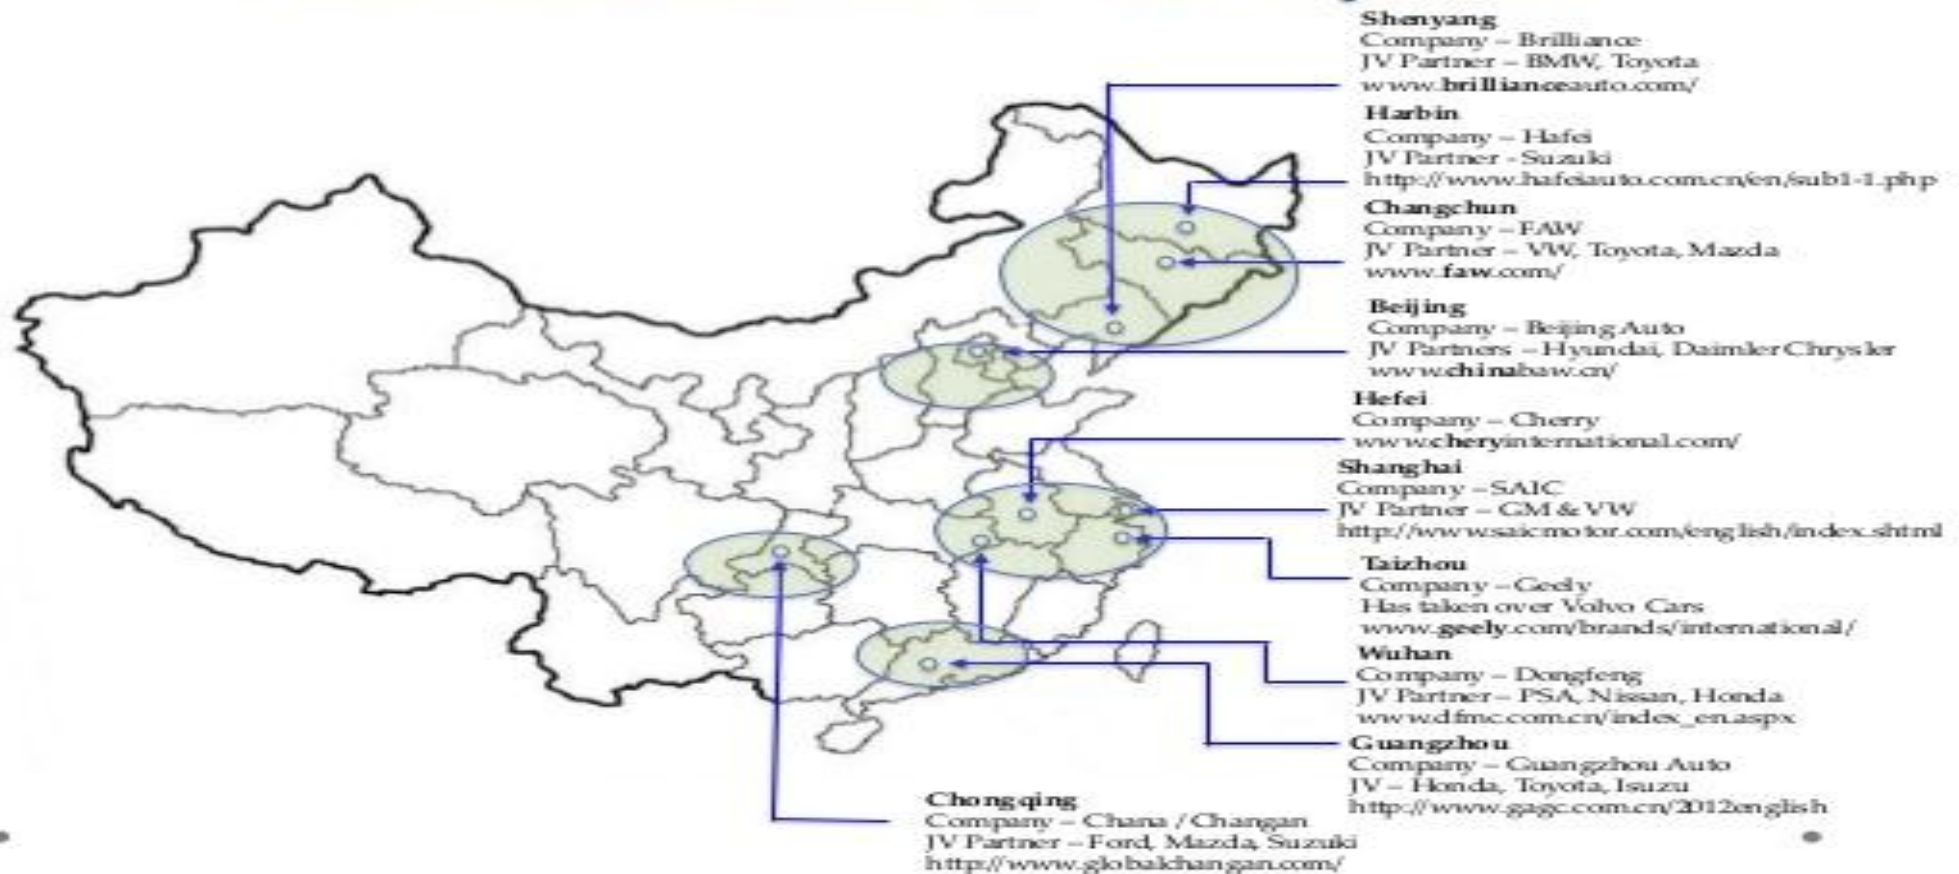 Shenyang
Company – Brilliance
JV Partner – BMW, Toyota
www.brillianceauto.com/
Harbin
Company – Hafei
JV Partner - Suzuki
http://www.hafeiauto.com.cn/en/sub1-1.php
Changchun
Company – FAW
JV Partner – VW, Toyota, Mazda
www.faw.com/
Beijing
Company – Beijing Auto
JV Partners – Hyundai, Daimler Chrysler
www.chinabaw.cn/
Hefei
Company – Cherry
www.cheryinternational.com/
Shanghai
Company – SAIC
JV Partner – GM & VW
http://www.saicmotor.com/english/index.shtml
Taizhou
Company – Geely
Has taken over Volvo Cars
www.geely.com/brands/international/
Wuhan
Company – Dongfeng
JV Partner – PSA, Nissan, Honda
www.dfmc.com.cn/index_en.aspx
Guangzhou
Company – Guangzhou Auto
JV – Honda, Toyota, Isuzu
http://www.gagc.com.cn/2012english
Chongqing
Company – Chana / Changan
JV Partner – Ford, Mazda, Suzuki
http://www.globalchangan.com/